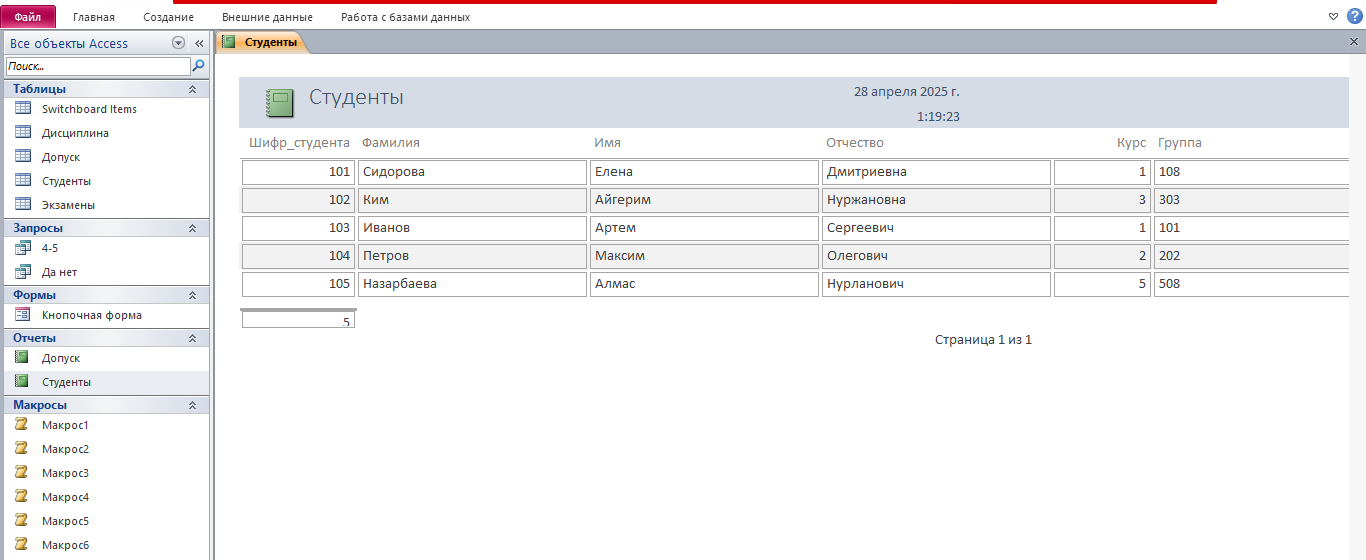 Файл Главная Создание Внешние данные Работа с базами данных
Все объекты Access «
Студенты
Поиск...
Таблицы
Switchboard Items
Дисциплина
Допуск
Студенты
Экзамены
Запросы
4-5
Да нет
Формы
Кнопочная форма
Отчеты
Допуск
Студенты
Макросы
Макрос1
Макрос2
Макрос3
Макрос4
Макрос5
Макрос6
Студенты
28 апреля 2025 г.
1:19:23
Шифр_студента Фамилия Имя Отчество Курс Группа
101 Сидорова Елена Дмитриевна 1 108
102 Ким Айгерим Нуржановна 3 303
103 Иванов Артем Сергеевич 1 101
104 Петров Максим Олегович 2 202
105 Назарбаева Алмас Нурланович 5 508
5
Страница 1 из 1